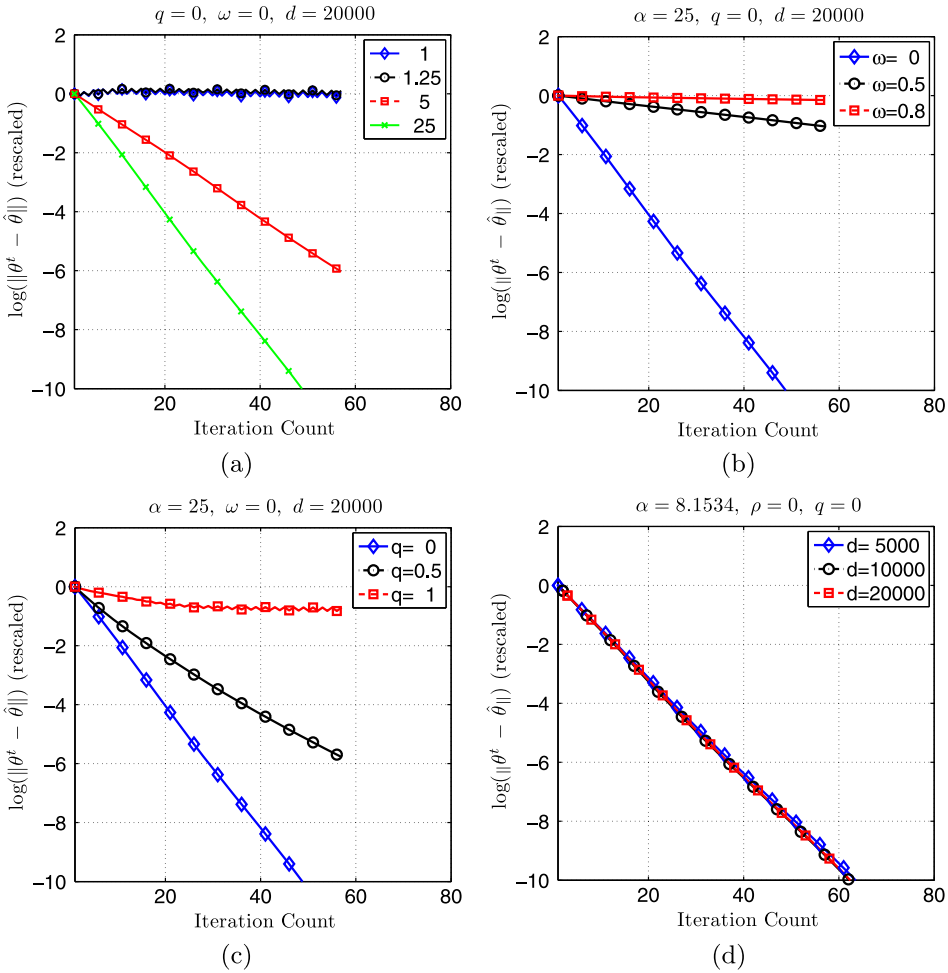 q = 0, ω = 0, d = 20000
2
0
−2
−4
−6
−8
−10
20 40 60 80
log(||θ^t − θ̂||) (rescaled)
Iteration Count
1
1.25
5
25
(a)
α = 25, q = 0, d = 20000
2
0
−2
−4
−6
−8
−10
20 40 60 80
log(||θ^t − θ̂||) (rescaled)
Iteration Count
ω= 0
ω=0.5
ω=0.8
(b)
α = 25, ω = 0, d = 20000
2
0
−2
−4
−6
−8
−10
20 40 60 80
log(||θ^t − θ̂||) (rescaled)
Iteration Count
q= 0
q=0.5
q= 1
(c)
α = 8.1534, ρ = 0, q = 0
2
0
−2
−4
−6
−8
−10
20 40 60 80
log(||θ^t − θ̂||) (rescaled)
Iteration Count
d= 5000
d=10000
d=20000
(d)